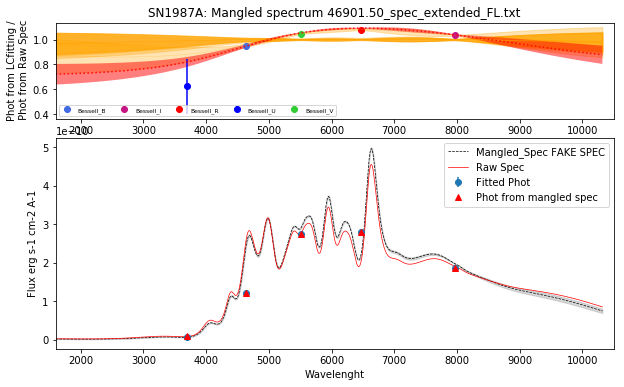 SN1987A: Mangled spectrum 46901.50_spec_extended_FL.txt
Phot from LCfitting /
Phot from Raw Spec
1.0
0.8
0.6
0.4
Bessell_B
Bessell_I
Bessell_R
Bessell_U
Bessell_V
2000 3000 4000 5000 6000 7000 8000 9000 10000
1e−10
Flux erg s-1 cm-2 A-1
5
4
3
2
1
0
Mangled_Spec FAKE SPEC
Raw Spec
Fitted Phot
Phot from mangled spec
2000 3000 4000 5000 6000 7000 8000 9000 10000
Wavelenght